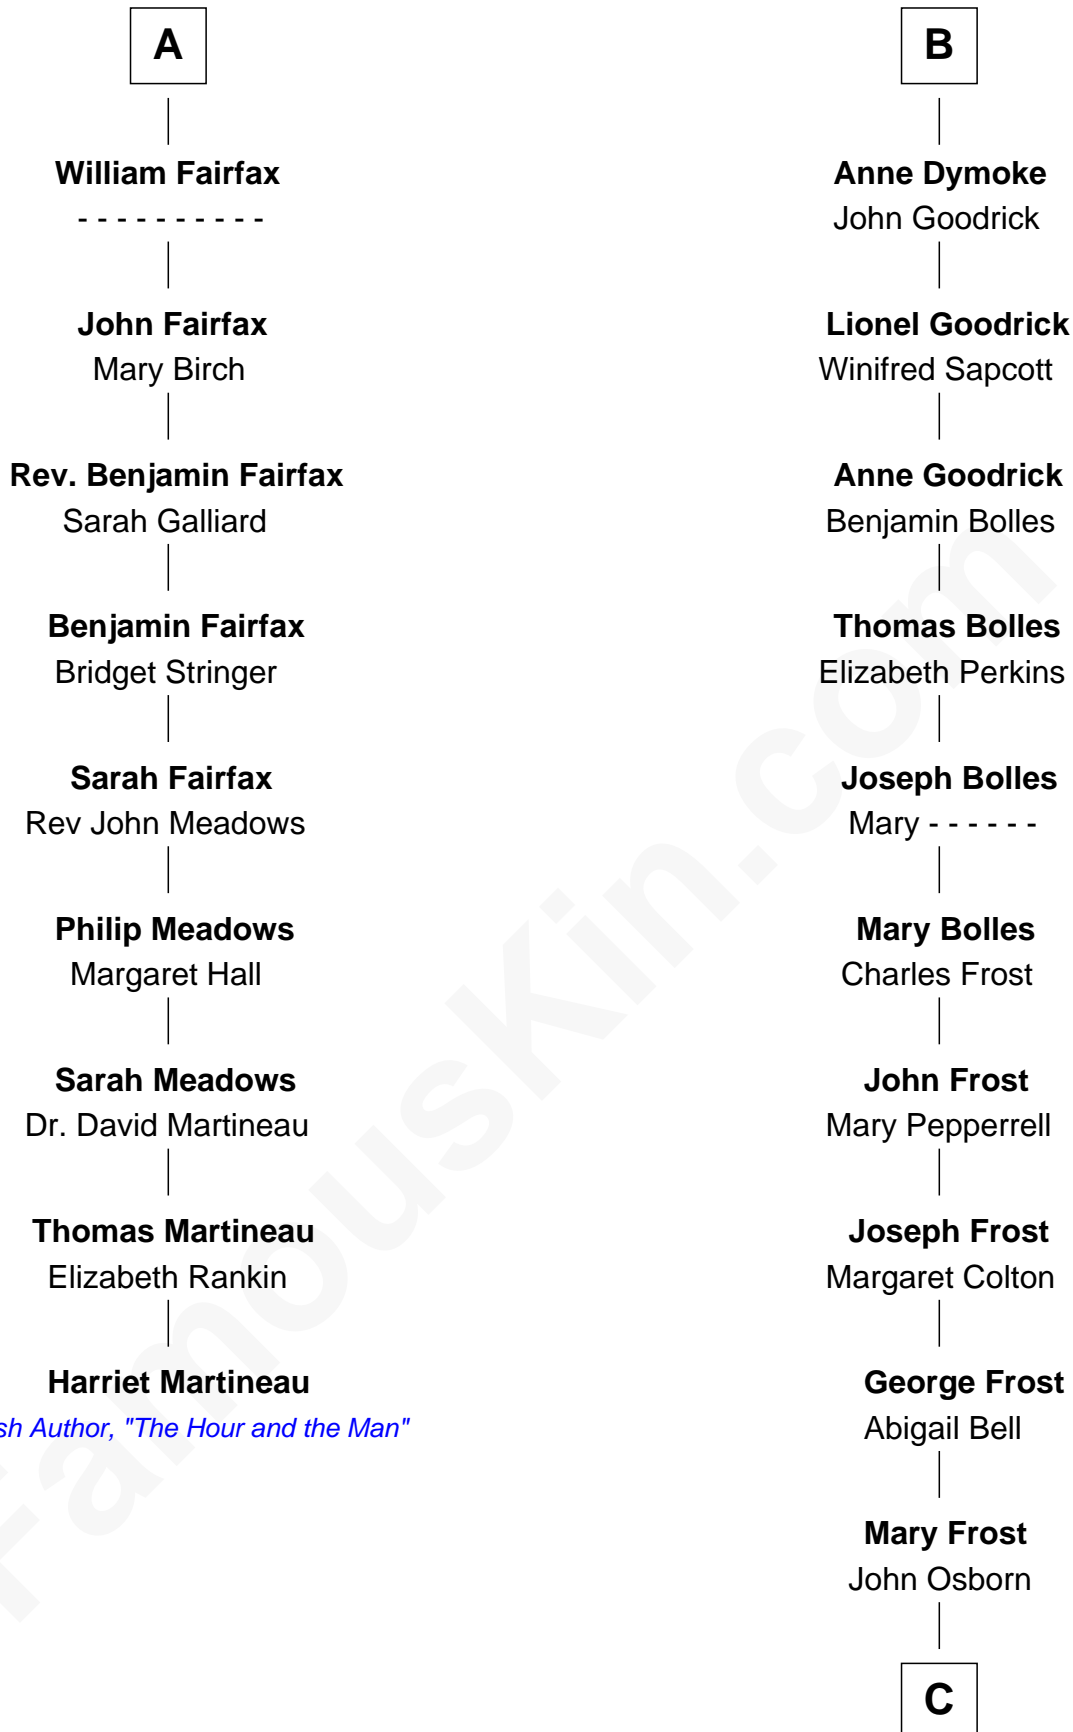 A
William Fairfax
- - - - - - - - - -
John Fairfax
Mary Birch
Rev. Benjamin Fairfax
Sarah Galliard
Benjamin Fairfax
Bridget Stringer
Sarah Fairfax
Rev John Meadows
Philip Meadows
Margaret Hall
Sarah Meadows
Dr. David Martineau
Thomas Martineau
Elizabeth Rankin
Harriet Martineau
sh Author, "The Hour and the Man"
B
Anne Dymoke
John Goodrick
Lionel Goodrick
Winifred Sapcott
Anne Goodrick
Benjamin Bolles
Thomas Bolles
Elizabeth Perkins
Joseph Bolles
Mary - - - - - -
Mary Bolles
Charles Frost
John Frost
Mary Pepperrell
Joseph Frost
Margaret Colton
George Frost
Abigail Bell
Mary Frost
John Osborn
C
FamousKin.com